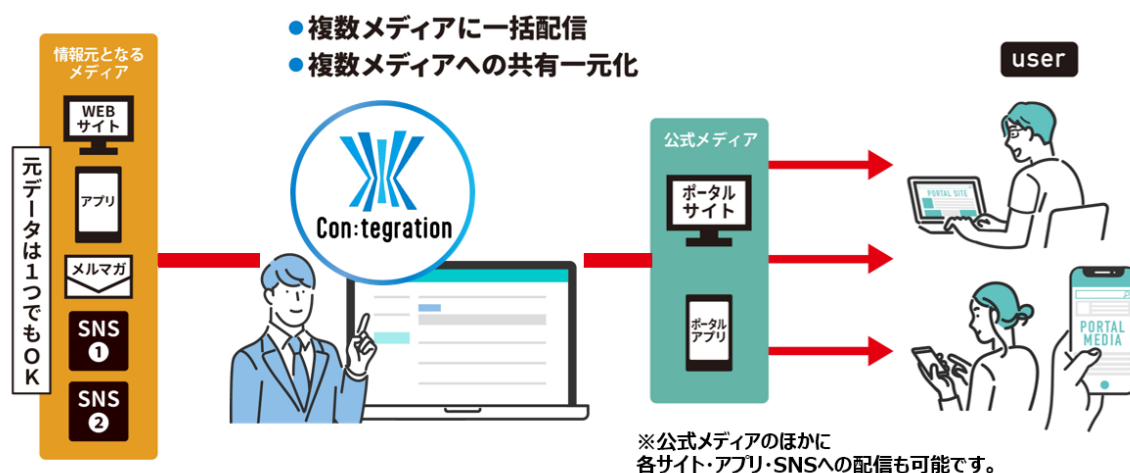 ●複数メディアに一括配信
●複数メディアへの共有一元化
情報元となる
メディア
WEB
サイト
アプリ
メルマガ
SNS
1
SNS
2
元データは1つでもOK
Con:tegration
公式メディア
ポータル
サイト
ポータル
アプリ
user
PORTAL SITE
PORTAL
MEDIA
※公式メディアのほかに
各サイト・アプリ・SNSへの配信も可能です。